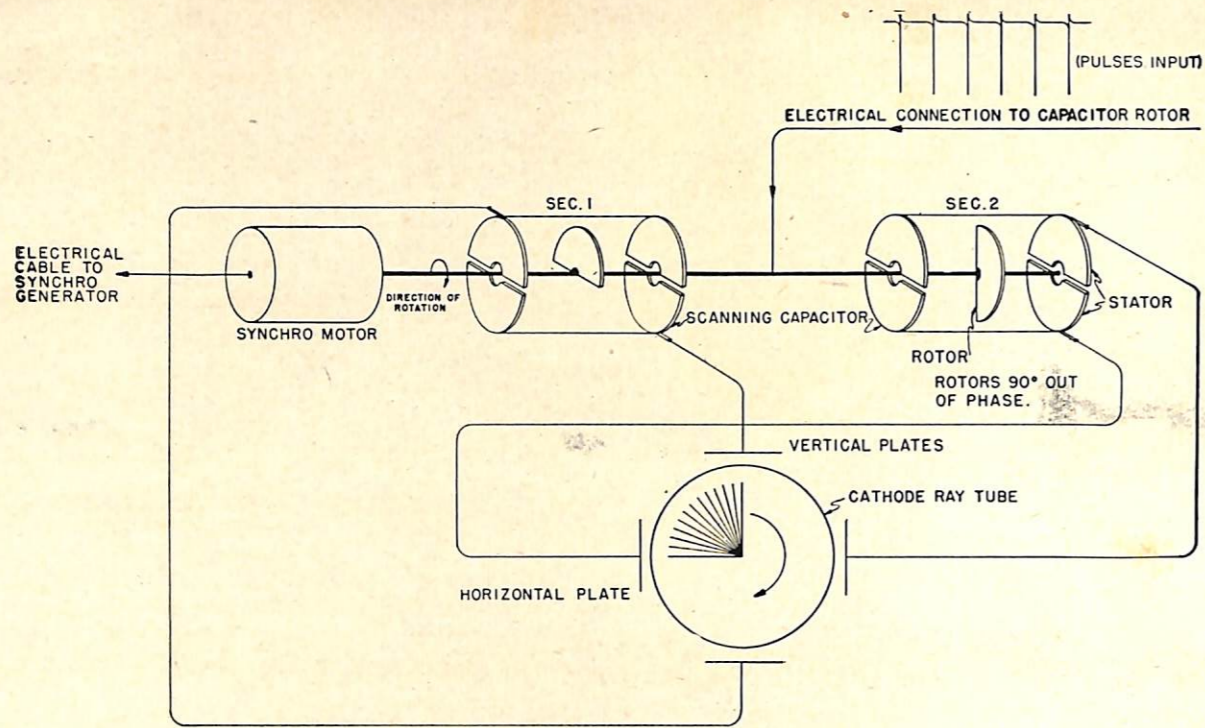 (PULSES INPUT)
ELECTRICAL CONNECTION TO CAPACITOR ROTOR
SEC. 1
SEC. 2
ELECTRICAL
CABLE TO
SYNCHRO
GENERATOR
DIRECTION OF
ROTATION
SYNCHRO MOTOR
SCANNING CAPACITOR
STATOR
ROTOR
ROTORS 90° OUT
OF PHASE.
VERTICAL PLATES
CATHODE RAY TUBE
HORIZONTAL PLATE